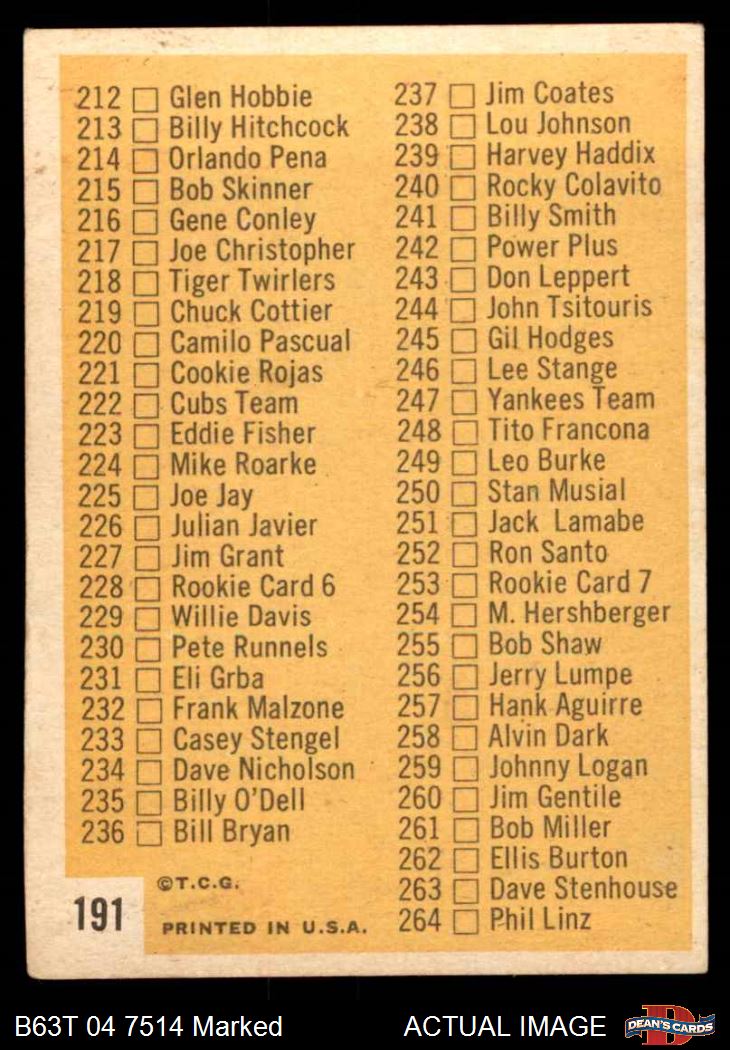 212 Glen Hobbie
213 Billy Hitchcock
214 Orlando Pena
215 Bob Skinner
216 Gene Conley
217 Joe Christopher
218 Tiger Twirlers
219 Chuck Cottier
220 Camilo Pascual
221 Cookie Rojas
222 Cubs Team
223 Eddie Fisher
224 Mike Roarke
225 Joe Jay
226 Julian Javier
227 Jim Grant
228 Rookie Card 6
229 Willie Davis
230 Pete Runnels
231 Eli Grba
232 Frank Malzone
233 Casey Stengel
234 Dave Nicholson
235 Billy O'Dell
236 Bill Bryan
237 Jim Coates
238 Lou Johnson
239 Harvey Haddix
240 Rocky Colavito
241 Billy Smith
242 Power Plus
243 Don Leppert
244 John Tsitouris
245 Gil Hodges
246 Lee Stange
247 Yankees Team
248 Tito Francona
249 Leo Burke
250 Stan Musial
251 Jack Lamabe
252 Ron Santo
253 Rookie Card 7
254 M. Hershberger
255 Bob Shaw
256 Jerry Lumpe
257 Hank Aguirre
258 Alvin Dark
259 Johnny Logan
260 Jim Gentile
261 Bob Miller
262 Ellis Burton
263 Dave Stenhouse
264 Phil Linz
191
©T.C.G.
PRINTED IN U.S.A.
B63T 04 7514 Marked
ACTUAL IMAGE
DEAN'S CARDS